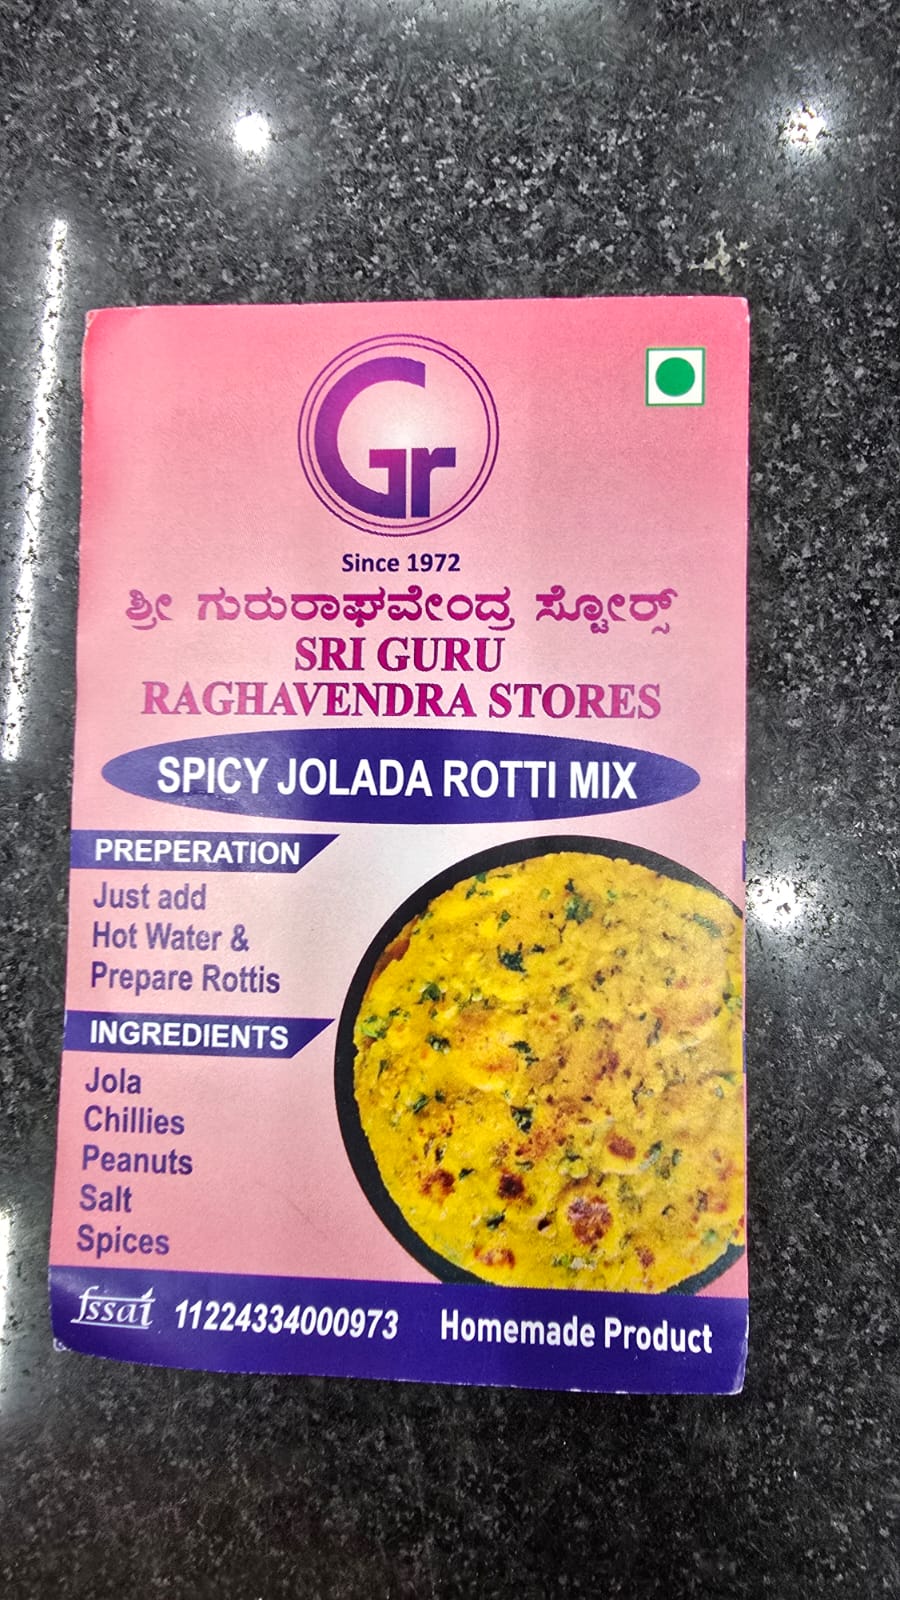 Gr
Since 1972
ಶ್ರೀ ಗುರುರಾಘವೇಂದ್ರ ಸ್ಟೋರ್ಸ್
SRI GURU
RAGHAVENDRA STORES
SPICY JOLADA ROTTI MIX
PREPERATION
Just add
Hot Water &
Prepare Rottis
INGREDIENTS
Jola
Chillies
Peanuts
Salt
Spices
fssai 11224334000973 Homemade Product